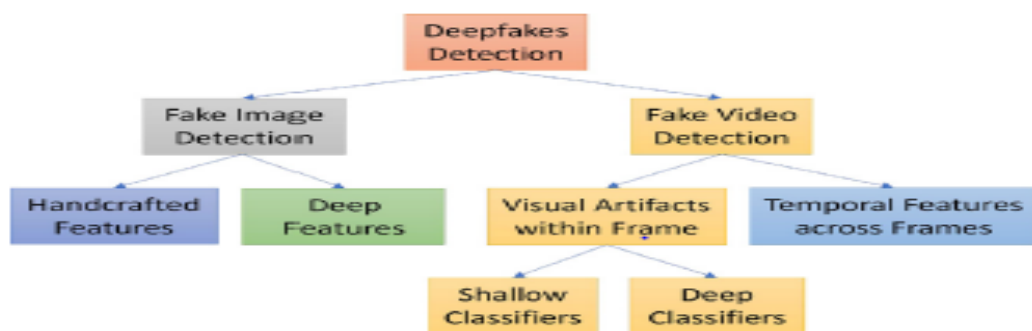 Deepfakes
Detection
Fake Image
Detection
Fake Video
Detection
Handcrafted
Features
Deep
Features
Visual Artifacts
within Frame
Temporal Features
across Frames
Shallow
Classifiers
Deep
Classifiers